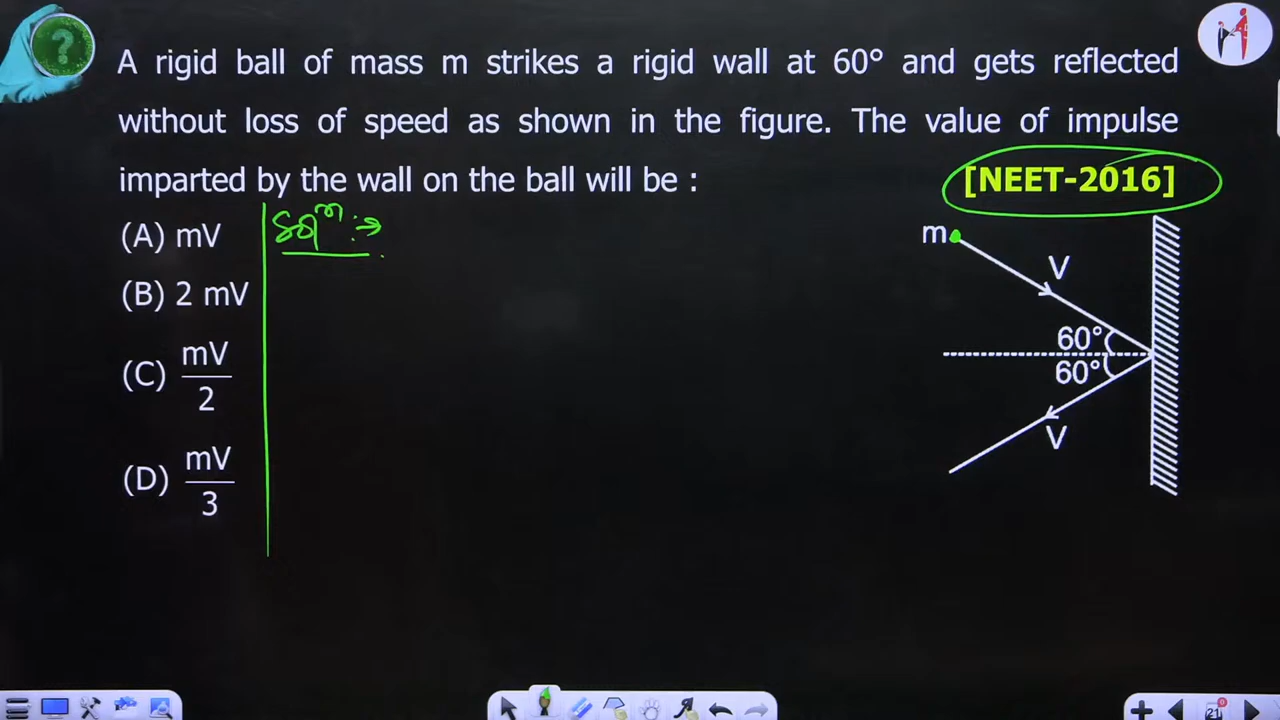 A rigid ball of mass m strikes a rigid wall at 60° and gets reflected
without loss of speed as shown in the figure. The value of impulse
imparted by the wall on the ball will be :
[NEET-2016]
(A) mV
(B) 2 mV
(C) mV/2
(D) mV/3
Solⁿ :→
m
V
60°
60°
V
21